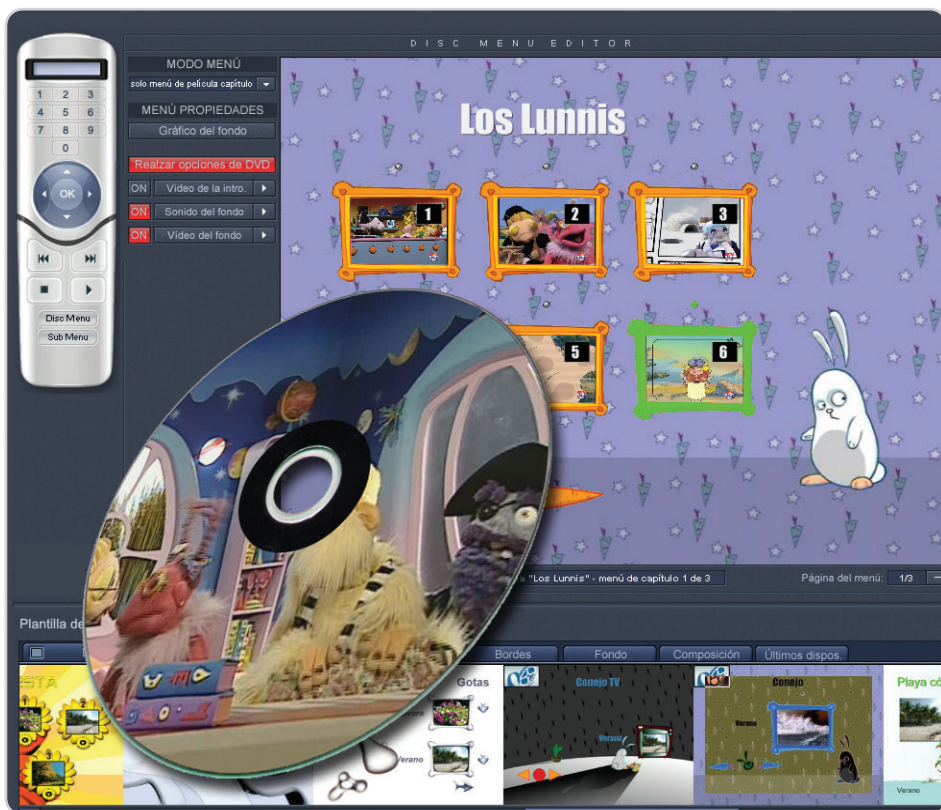 DISC MENU EDITOR
MODO MENÚ
solo menú de película capítulo
MENÚ PROPIEDADES
Gráfico del fondo
Realzar opciones de DVD
ON Vídeo de la intro.
ON Sonido del fondo
ON Vídeo del fondo
1 2 3
4 5 6
7 8 9
0
OK
Disc Menu
Sub Menu
Los Lunnis
1 2 3
5 6
"Los Lunnis" - menú de capítulo 1 de 3
Página del menú: 1/3
Plantilla de
Bordes Fondo Composición Últimos dispos.
1 2
3
Gotas
Verano
Conejo TV
Verano
Conejo
Verano
Playa
Verano